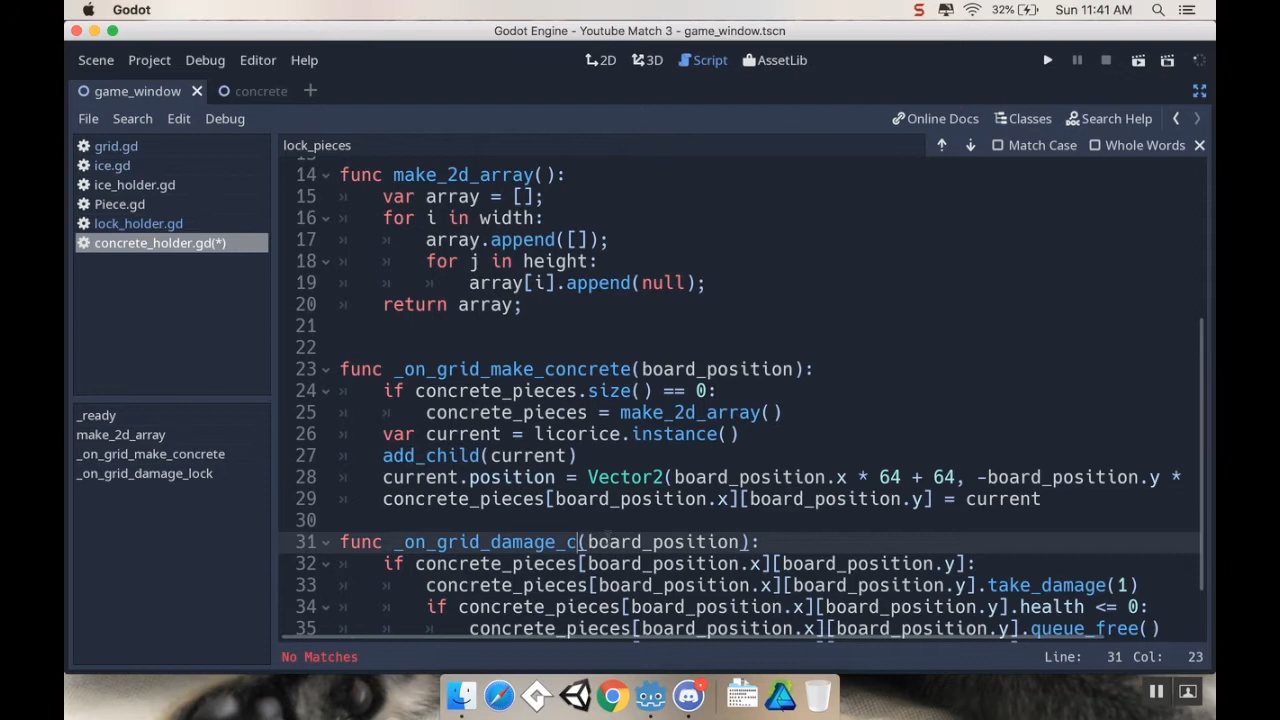 Godot
S
32%
Sun 11:41 AM
Godot Engine - Youtube Match 3 - game_window.tscn
Scene Project Debug Editor Help
2D 3D Script AssetLib
game_window concrete
File Search Edit Debug
Online Docs Classes Search Help
grid.gd
ice.gd
ice_holder.gd
Piece.gd
lock_holder.gd
concrete_holder.gd(*)
_ready
make_2d_array
_on_grid_make_concrete
_on_grid_damage_lock
lock_pieces
Match Case Whole Words
14 func make_2d_array():
15 var array = [];
16 for i in width:
17 array.append([]);
18 for j in height:
19 array[i].append(null);
20 return array;
21
22
23 func _on_grid_make_concrete(board_position):
24 if concrete_pieces.size() == 0:
25 concrete_pieces = make_2d_array()
26 var current = licorice.instance()
27 add_child(current)
28 current.position = Vector2(board_position.x * 64 + 64, -board_position.y *
29 concrete_pieces[board_position.x][board_position.y] = current
30
31 func _on_grid_damage_c(board_position):
32 if concrete_pieces[board_position.x][board_position.y]:
33 concrete_pieces[board_position.x][board_position.y].take_damage(1)
34 if concrete_pieces[board_position.x][board_position.y].health <= 0:
35 concrete_pieces[board_position.x][board_position.y].queue_free()
No Matches
Line: 31 Col: 23